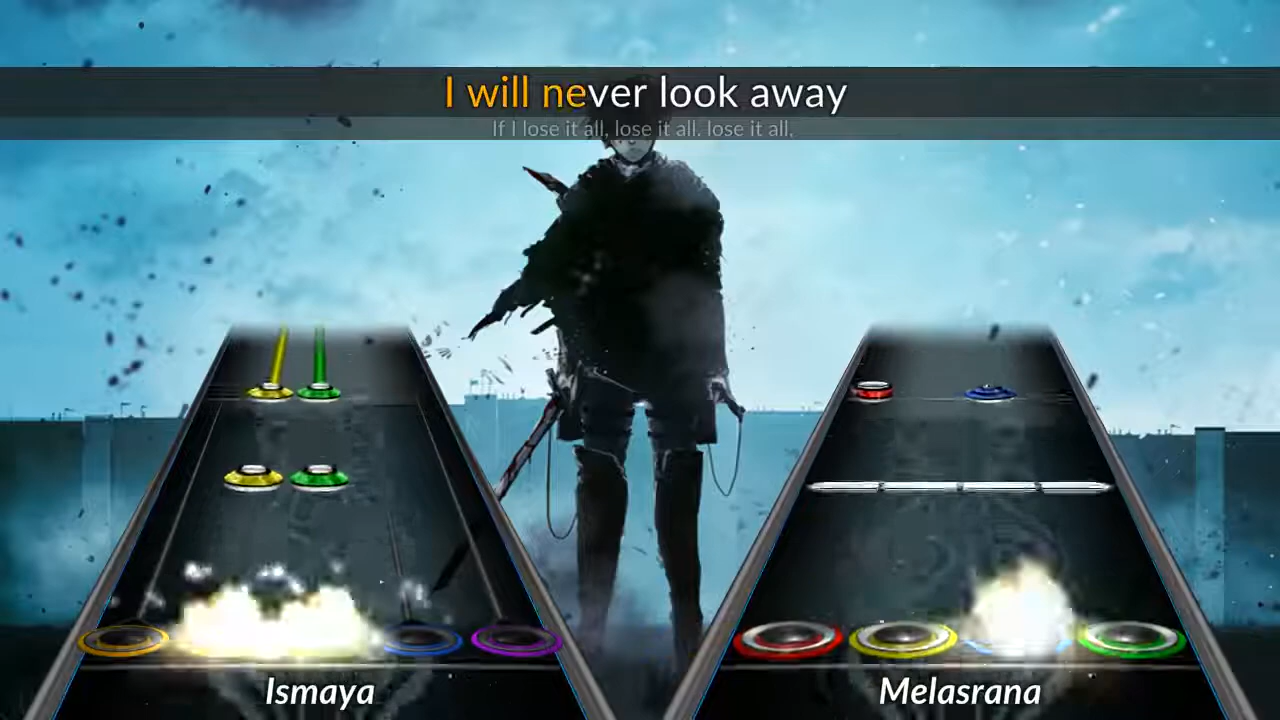 I will never look away
If I lose it all, lose it all. lose it all.
Ismaya
Melasrana